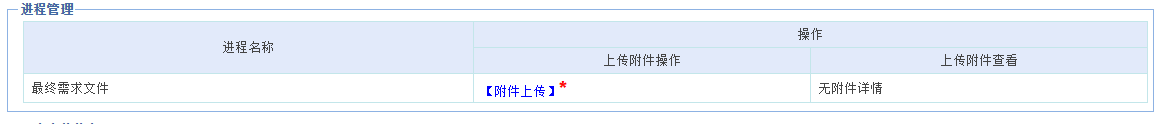 进程管理
进程名称
操作
上传附件操作
上传附件查看
最终需求文件
【附件上传】*
无附件详情